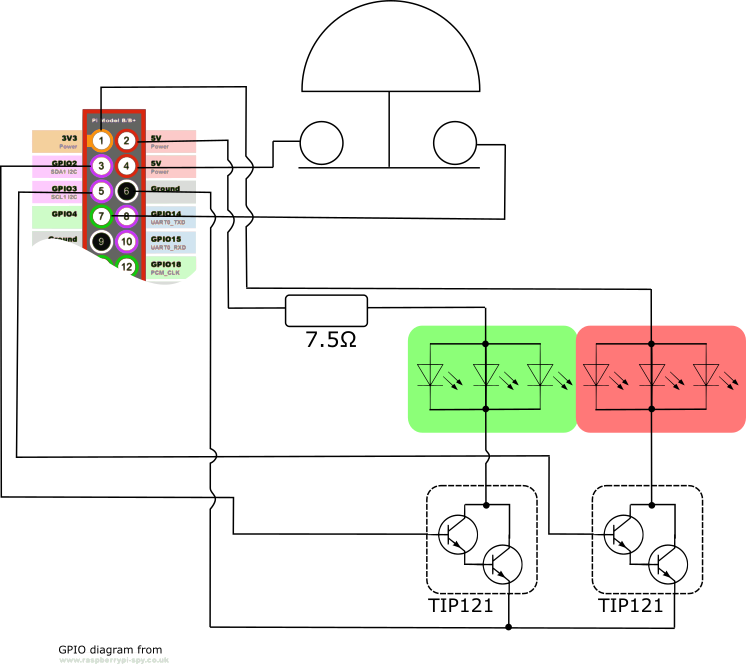 Pi Model B/B+
3V3
Power
1
2
5V
Power
GPIO2
SDA1 I2C
3
4
5V
Power
GPIO3
SCL1 I2C
5
6
Ground
GPIO4
7
8
GPIO14
UART0_TXD
Ground
9
10
GPIO15
UART0_RXD
12
GPIO18
PCM_CLK
7.5Ω
TIP121
TIP121
GPIO diagram from
www.raspberrypi-spy.co.uk